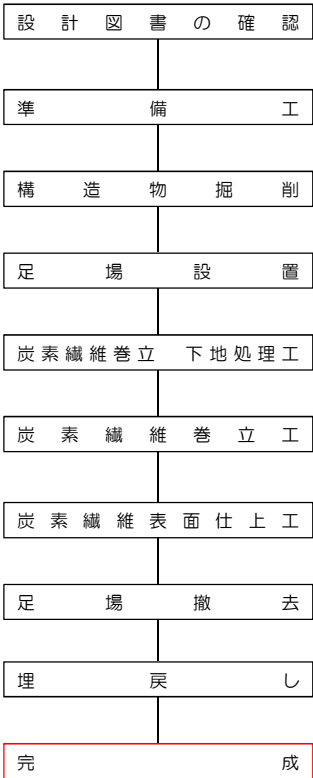 設計図書の確認
準備工
構造物掘削
足場設置
炭素繊維巻立 下地処理工
炭素繊維巻立工
炭素繊維表面仕上工
足場撤去
埋戻し
完成